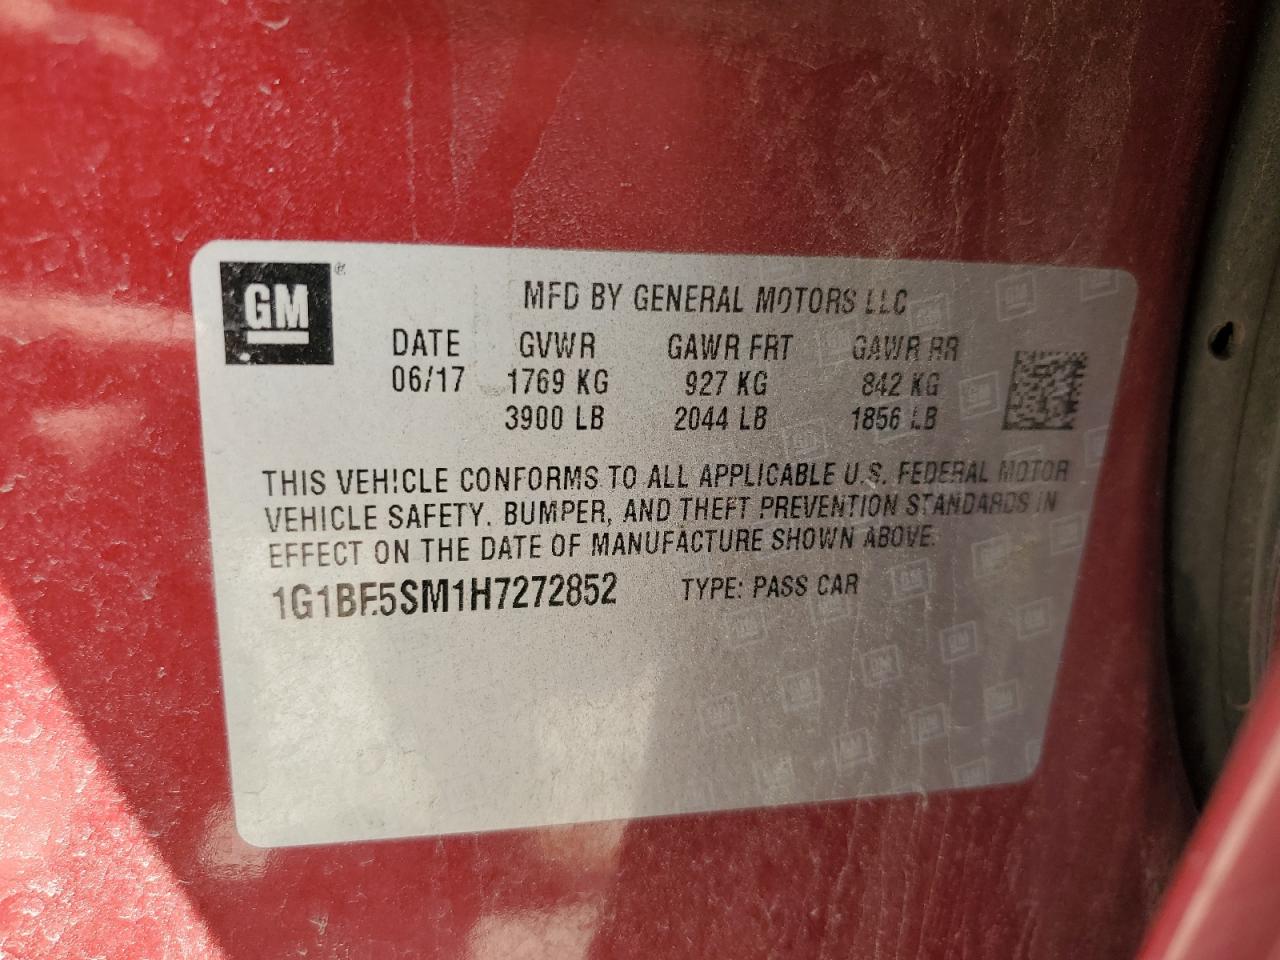 GM ®
MFD BY GENERAL MOTORS LLC
DATE GVWR GAWR FRT GAWR RR
06/17 1769 KG 927 KG 842 KG
3900 LB 2044 LB 1856 LB
THIS VEHICLE CONFORMS TO ALL APPLICABLE U.S. FEDERAL MOTOR
VEHICLE SAFETY, BUMPER, AND THEFT PREVENTION STANDARDS IN
EFFECT ON THE DATE OF MANUFACTURE SHOWN ABOVE.
1G1BF5SM1H7272852 TYPE: PASS CAR